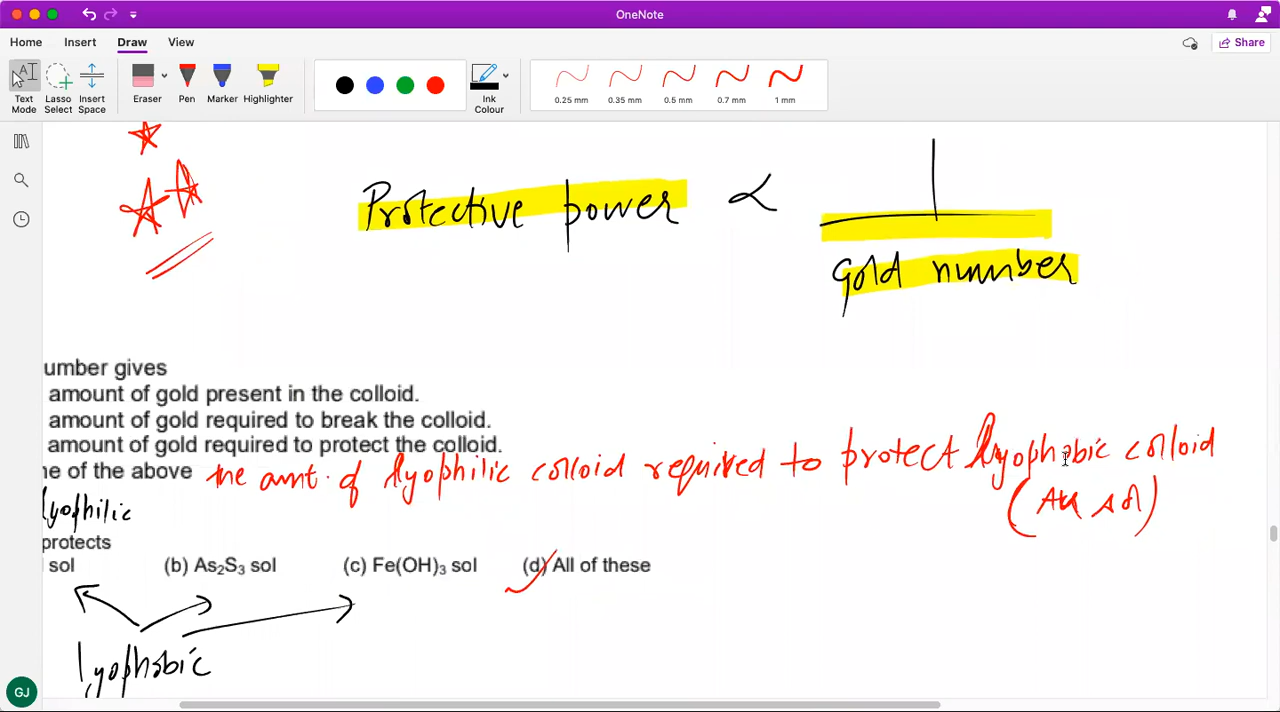 OneNote
Home Insert Draw View
Share
Text Mode
Lasso Select
Insert Space
Eraser
Pen
Marker
Highlighter
Ink Colour
0.25 mm 0.35 mm 0.5 mm 0.7 mm 1 mm
Protective power ∝ 1
gold number
umber gives
amount of gold present in the colloid.
amount of gold required to break the colloid.
amount of gold required to protect the colloid.
ne of the above the amt. of lyophilic colloid required to protect lyophobic colloid
(Au sol)
lyophilic
protects
sol (b) As₂S₃ sol (c) Fe(OH)₃ sol (d) All of these
lyophobic
GJ